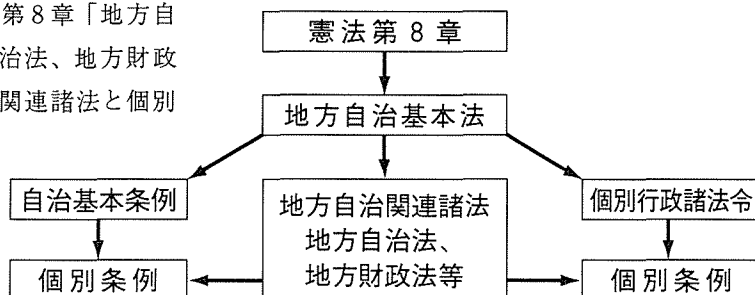 第8章「地方自
治法、地方財政
関連諸法と個別
憲法第8章
地方自治基本法
自治基本条例
地方自治関連諸法
地方自治法、
地方財政法等
個別行政諸法令
個別条例
個別条例